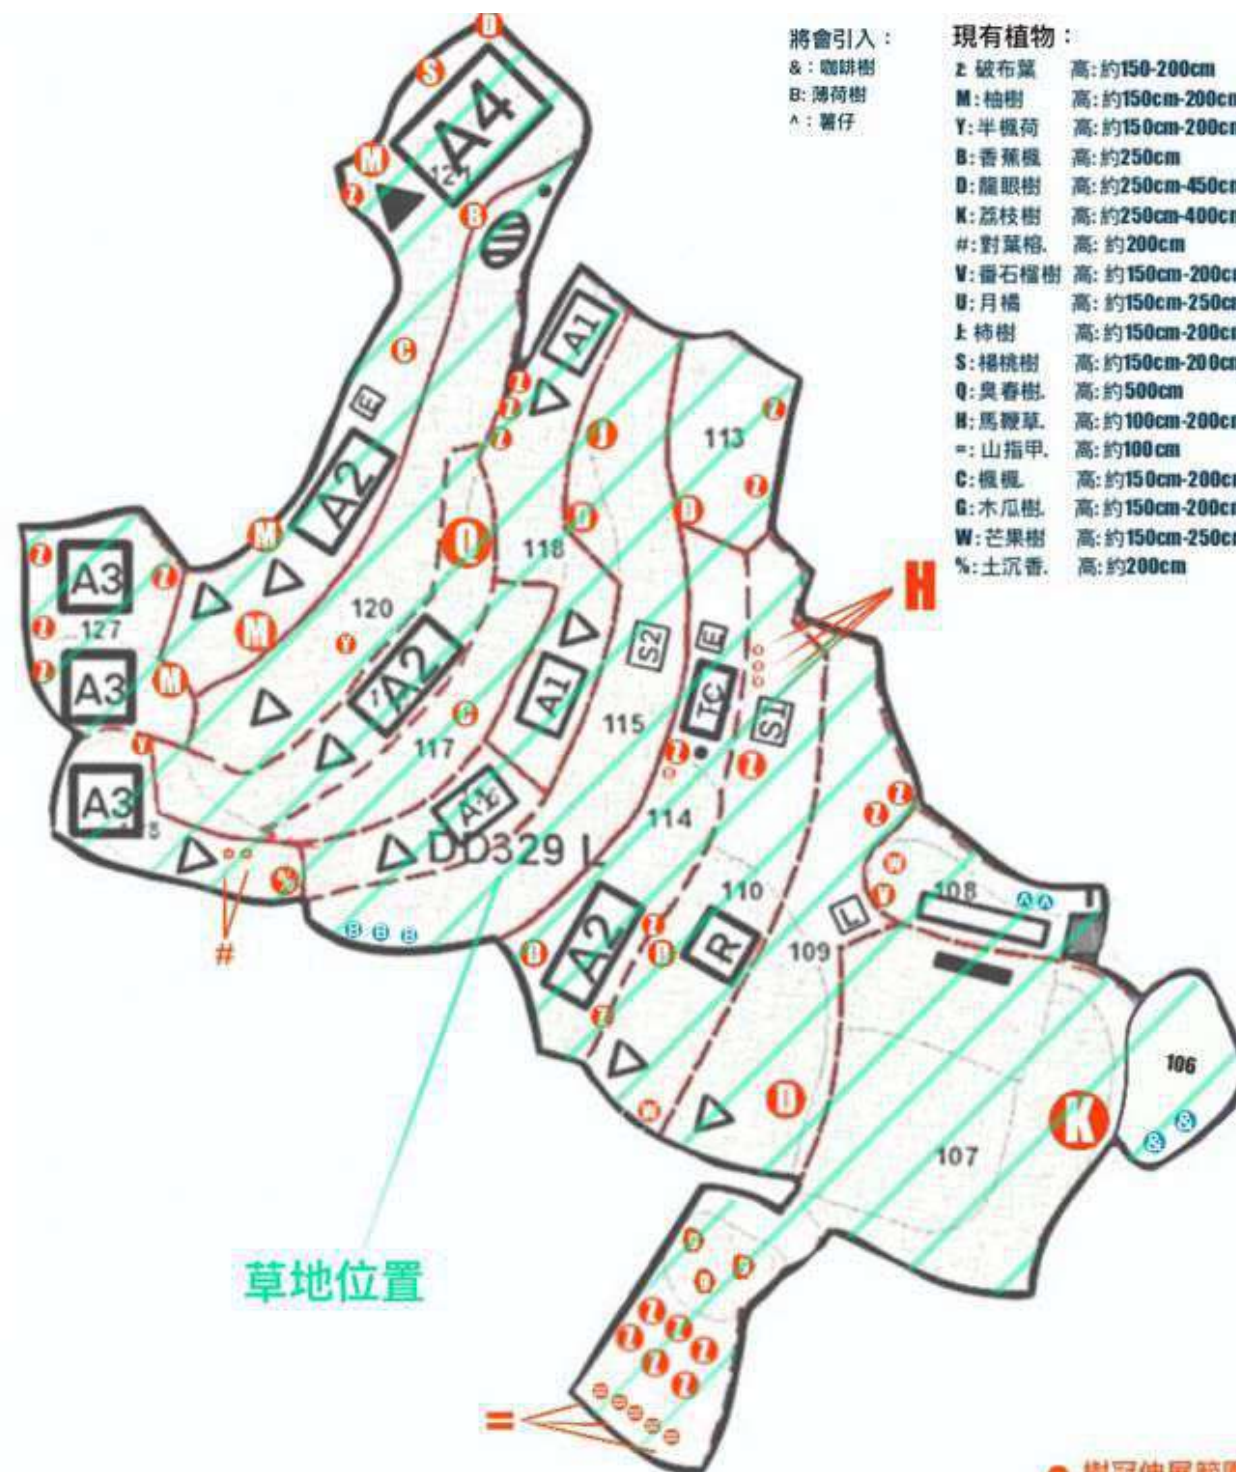 將會引入：
&：咖啡樹
B: 薄荷樹
^：薯仔
現有植物：
Z: 破布葉 高: 約150-200cm
M: 柚樹 高: 約150cm-200cm
Y: 半楓荷 高: 約150cm-200cm
B: 香蕉楓 高: 約250cm
D: 龍眼樹 高: 約250cm-450cm
K: 荔枝樹 高: 約250cm-400cm
#: 對葉榕. 高: 約200cm
V: 番石榴樹 高: 約150cm-200cm
U: 月橘 高: 約150cm-250cm
柿樹 高: 約150cm-200cm
S: 楊桃樹 高: 約150cm-200cm
Q: 臭春樹. 高: 約500cm
H: 馬鞭草. 高: 約100cm-200cm
=: 山指甲. 高: 約100cm
C: 楓楓. 高: 約150cm-200cm
G: 木瓜樹. 高: 約150cm-200cm
W: 芒果樹 高: 約150cm-250cm
%: 土沉香. 高: 約200cm
D
S
A4
M
Z
B
A1
C
E
Z
Z
Z
113
Z
Z
A2
M
Q
118
D
H
A3
Z
Z
M
120
Y
127
Z
A3
Z
M
A2
C
117
A1
S2
E
TC
S1
115
Z
Z
Y
A3
A1
114
DD329 L
Z
Z
W
108
^^
%
#
B B B
B
A2
Z
B
R
110
L
109
Z
106
& &
D
K
107
W
草地位置
Z
Z
Z
Z
Z
Z
=
樹冠伸展範圍